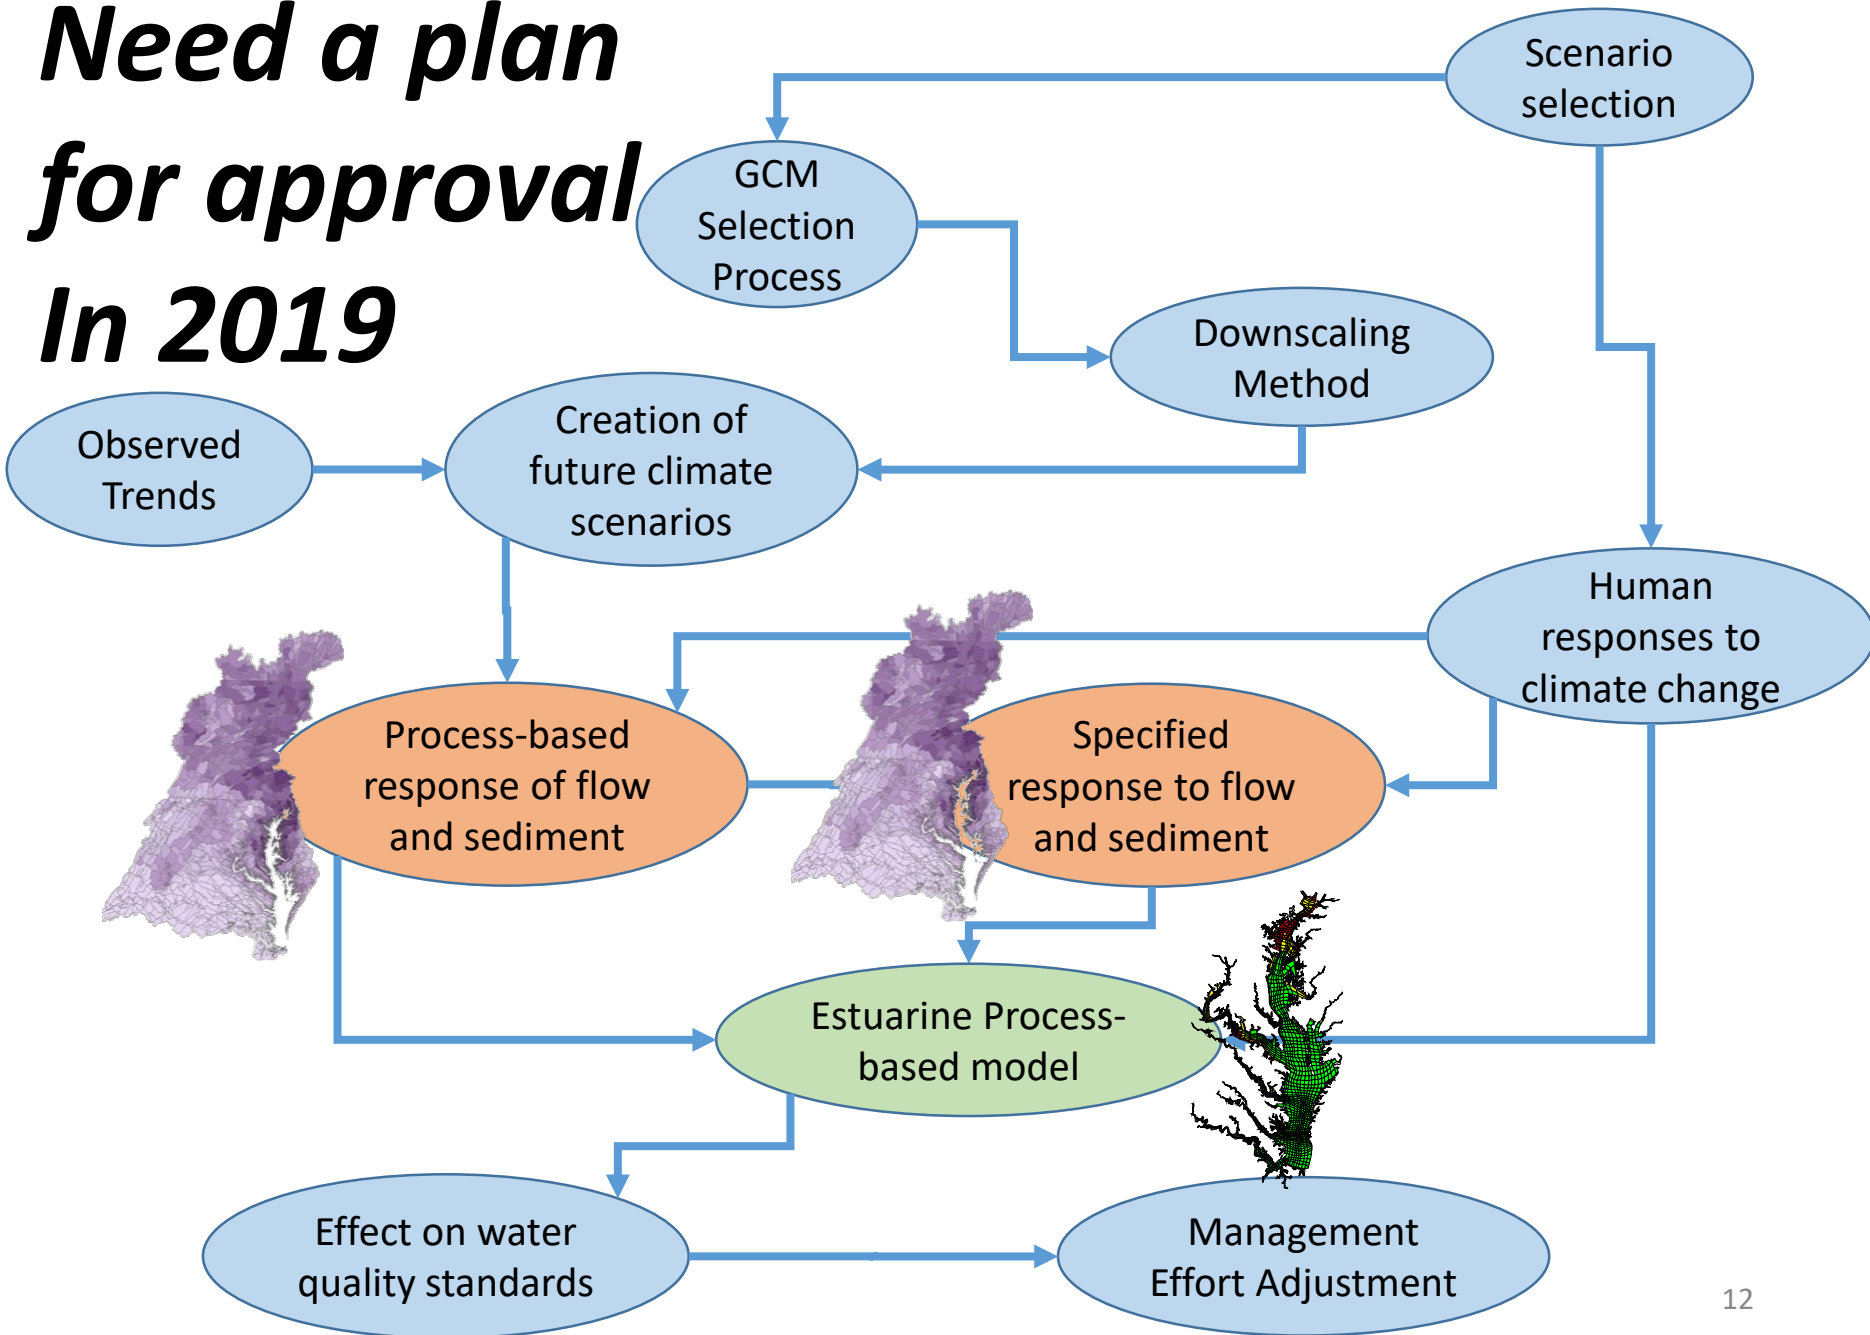 Need a plan
for approval
In 2019
Scenario
selection
GCM
Selection
Process
Downscaling
Method
Observed
Trends
Creation of
future climate
scenarios
Human
responses to
climate change
Process-based
response of flow
and sediment
Specified
response to flow
and sediment
Estuarine Process-
based model
Effect on water
quality standards
Management
Effort Adjustment
12